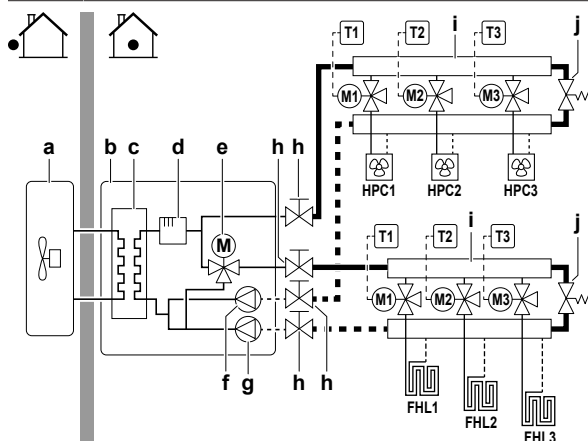 T1 T2 T3 i j
M1 M2 M3
a b c d e h h
HPC1 HPC2 HPC3
M
h T1 T2 T3 i j
M1 M2 M3
f g h h
FHL1 FHL2 FHL3